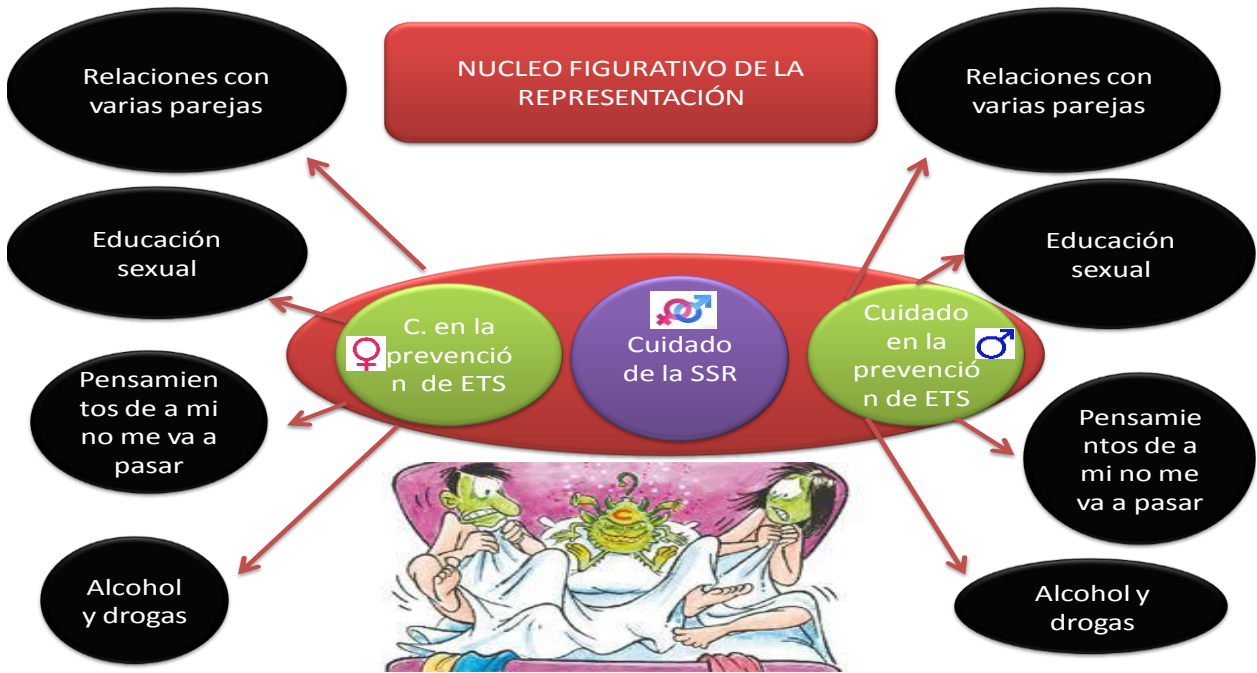 NUCLEO FIGURATIVO DE LA
REPRESENTACIÓN
Relaciones con
varias parejas
Educación
sexual
Pensamien
tos de a mi
no me va a
pasar
Alcohol
y drogas
C. en la
prevenció
n de ETS
Cuidado
de la SSR
Cuidado
en la
prevenció
n de ETS
Relaciones con
varias parejas
Educación
sexual
Pensamie
ntos de a
mi no me
va a pasar
Alcohol y
drogas